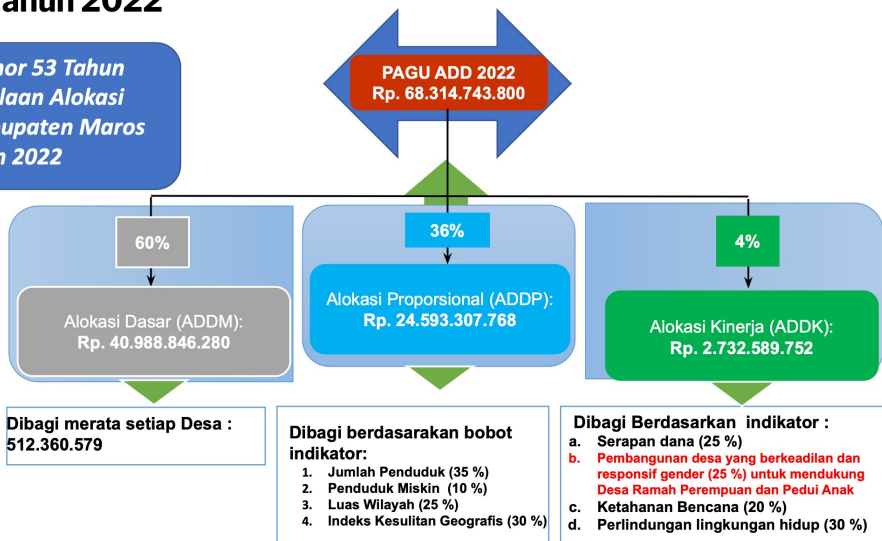 tahun 2022
nor 53 Tahun
laan Alokasi
upaten Maros
n 2022
PAGU ADD 2022
Rp. 68.314.743.800
60%
36%
4%
Alokasi Dasar (ADDM):
Rp. 40.988.846.280
Alokasi Proporsional (ADDP):
Rp. 24.593.307.768
Alokasi Kinerja (ADDK):
Rp. 2.732.589.752
Dibagi merata setiap Desa :
512.360.579
Dibagi berdasarakan bobot
indikator:
1. Jumlah Penduduk (35 %)
2. Penduduk Miskin (10 %)
3. Luas Wilayah (25 %)
4. Indeks Kesulitan Geografis (30 %)
Dibagi Berdasarkan indikator :
a. Serapan dana (25 %)
b. Pembangunan desa yang berkeadilan dan
responsif gender (25 %) untuk mendukung
Desa Ramah Perempuan dan Pedui Anak
c. Ketahanan Bencana (20 %)
d. Perlindungan lingkungan hidup (30 %)